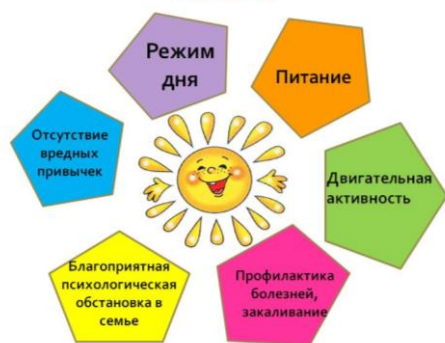 Режим
дня
Питание
Отсутствие
вредных
привычек
Двигательная
активность
Благоприятная
психологическая
обстановка в
семье
Профилактика
болезней,
закаливание